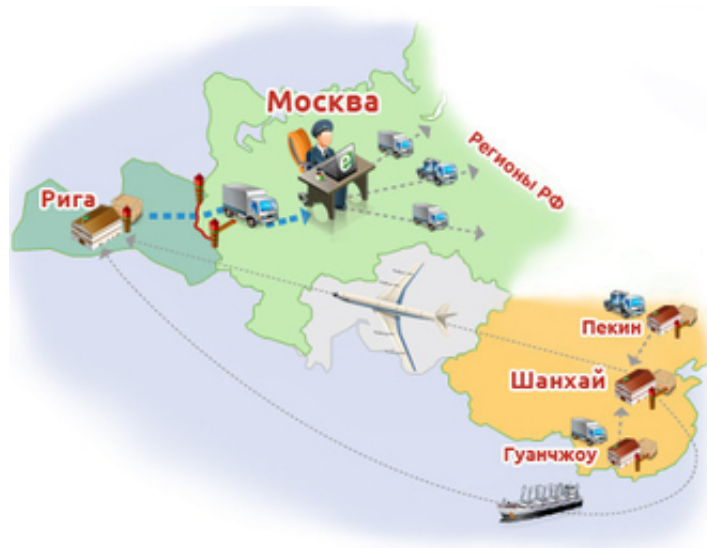 Москва
Регионы РФ
Рига
Пекин
Шанхай
Гуанчжоу
e